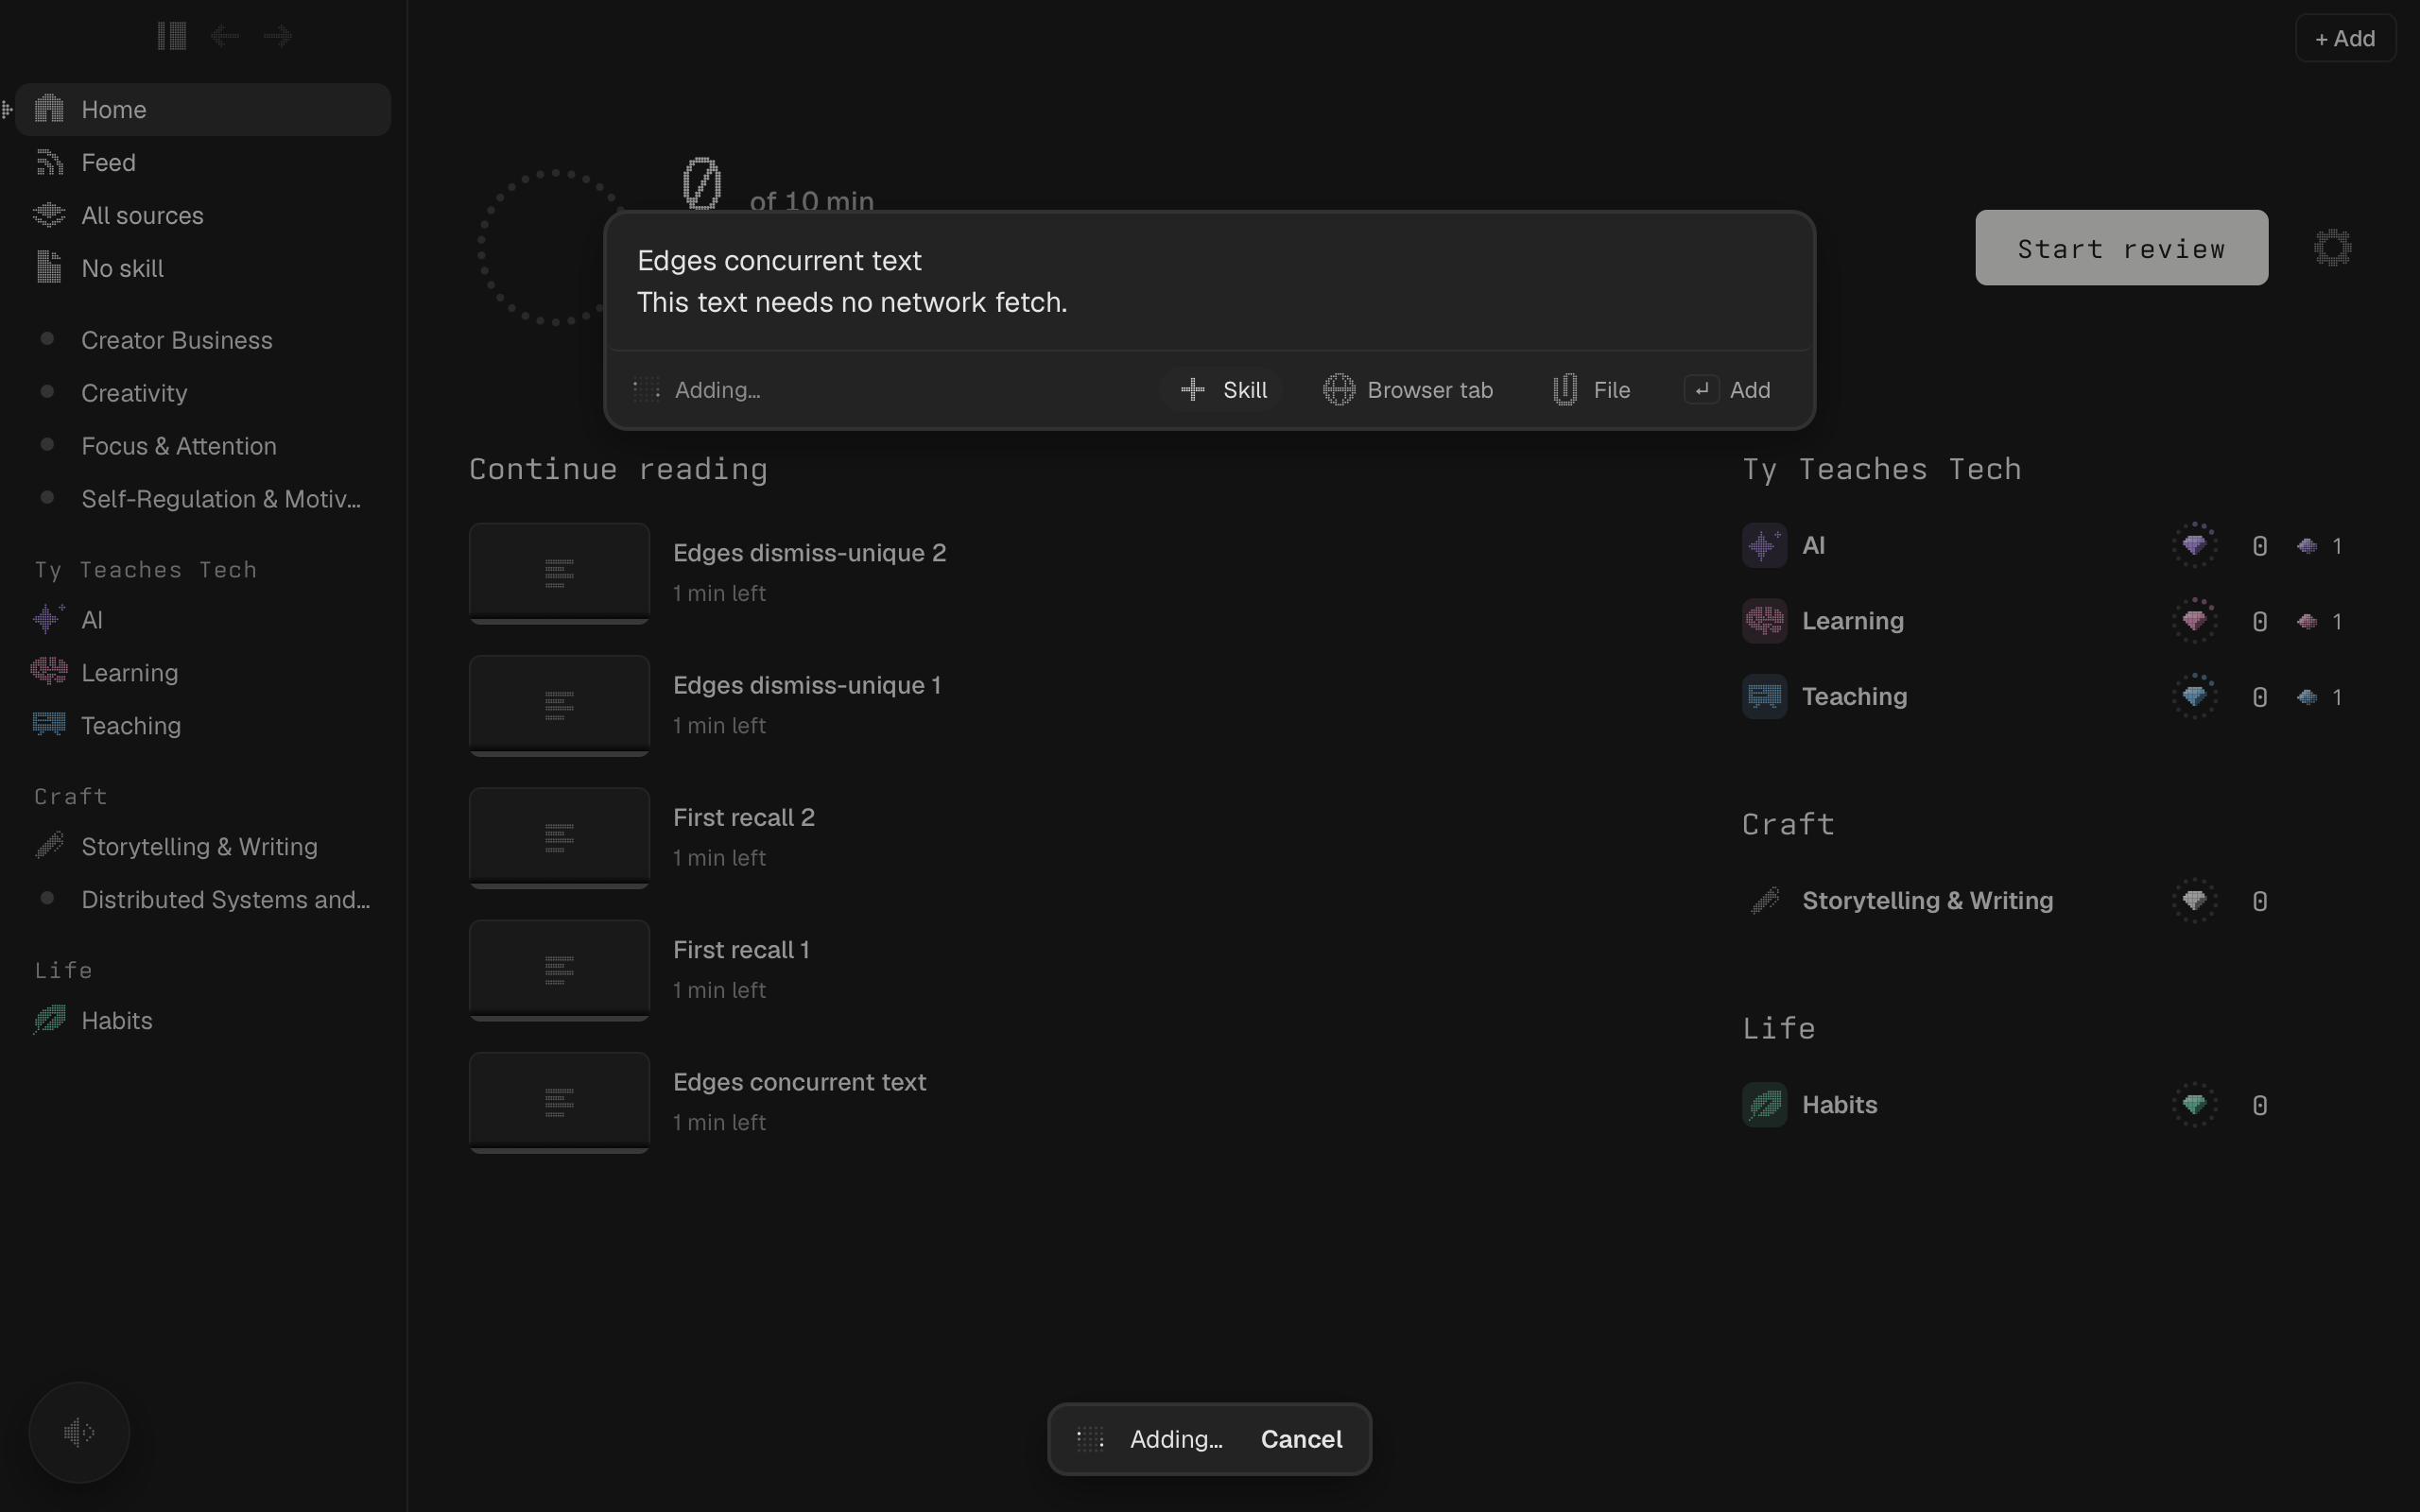 + Add
Home
Feed
All sources
No skill
Creator Business
Creativity
Focus & Attention
Self-Regulation & Motiv…
Ty Teaches Tech
AI
Learning
Teaching
Craft
Storytelling & Writing
Distributed Systems and…
Life
Habits
0 of 10 min
Start review
Edges concurrent text
This text needs no network fetch.
Adding… Skill Browser tab File Add
Continue reading
Edges dismiss-unique 2
1 min left
Edges dismiss-unique 1
1 min left
First recall 2
1 min left
First recall 1
1 min left
Edges concurrent text
1 min left
Ty Teaches Tech
AI 0 1
Learning 0 1
Teaching 0 1
Craft
Storytelling & Writing 0
Life
Habits 0
Adding… Cancel